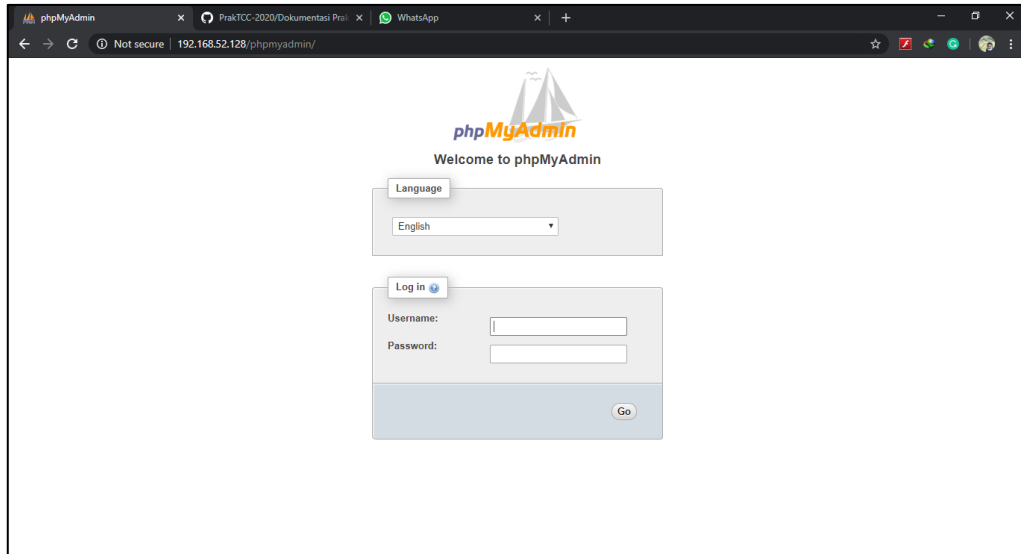 phpMyAdmin
PrakTCC-2020/Dokumentasi Prak
WhatsApp
Not secure | 192.168.52.128/phpmyadmin/
phpMyAdmin
Welcome to phpMyAdmin
Language
English
Log in
Username:
Password:
Go